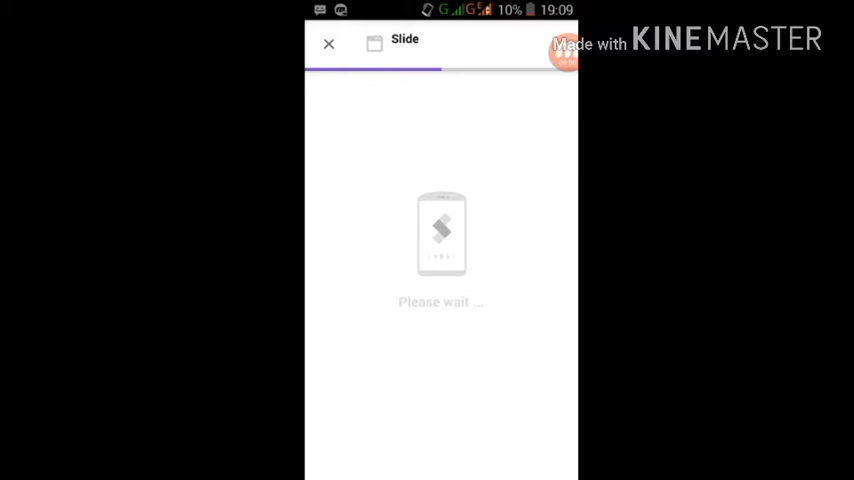 G G E 10% 19:09
Slide
Made with KINEMASTER
Please wait ...